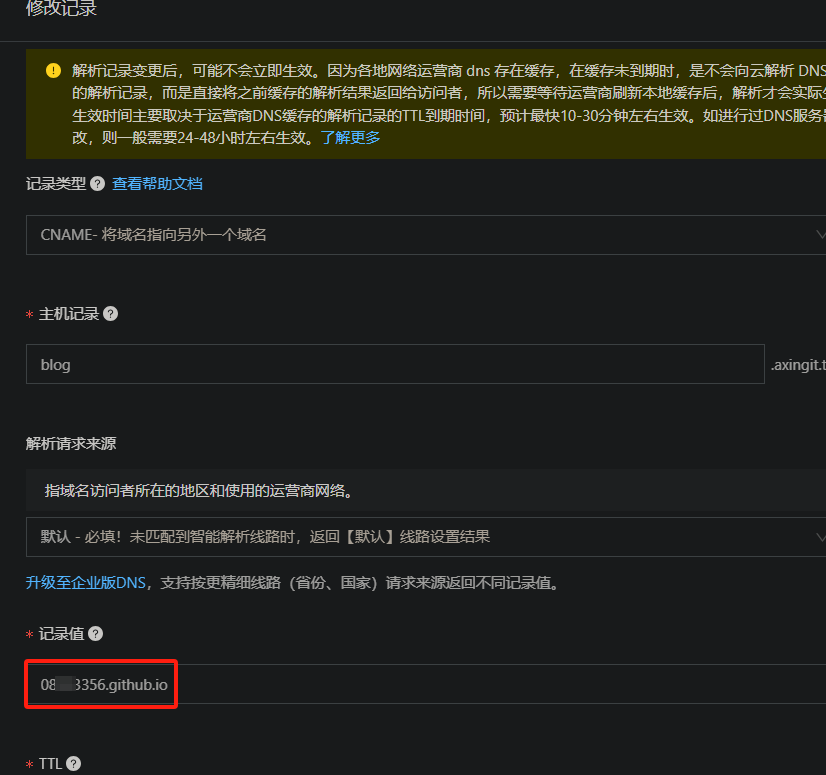 修改记录
解析记录变更后，可能不会立即生效。因为各地网络运营商 dns 存在缓存，在缓存未到期时，是不会向云解析 DNS
的解析记录，而是直接将之前缓存的解析结果返回给访问者，所以需要等待运营商刷新本地缓存后，解析才会实际
生效时间主要取决于运营商DNS缓存的解析记录的TTL到期时间，预计最快10-30分钟左右生效。如进行过DNS服务
改，则一般需要24-48小时左右生效。了解更多
记录类型 ? 查看帮助文档
CNAME- 将域名指向另外一个域名
* 主机记录 ?
blog .axingit.t
解析请求来源
指域名访问者所在的地区和使用的运营商网络。
默认 - 必填！未匹配到智能解析线路时，返回【默认】线路设置结果
升级至企业版DNS，支持按更精细线路（省份、国家）请求来源返回不同记录值。
* 记录值 ?
08 3356.github.io
* TTL ?